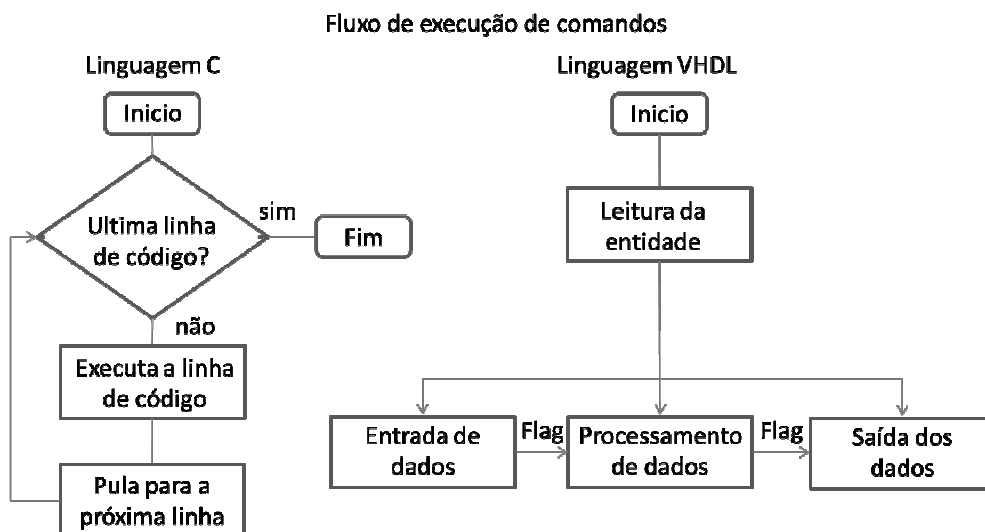 Fluxo de execução de comandos
Linguagem C
Inicio
Ultima linha
de código?
sim
Fim
não
Executa a linha
de código
Pula para a
próxima linha
Linguagem VHDL
Inicio
Leitura da
entidade
Entrada de
dados
Flag
Processamento
de dados
Flag
Saída dos
dados